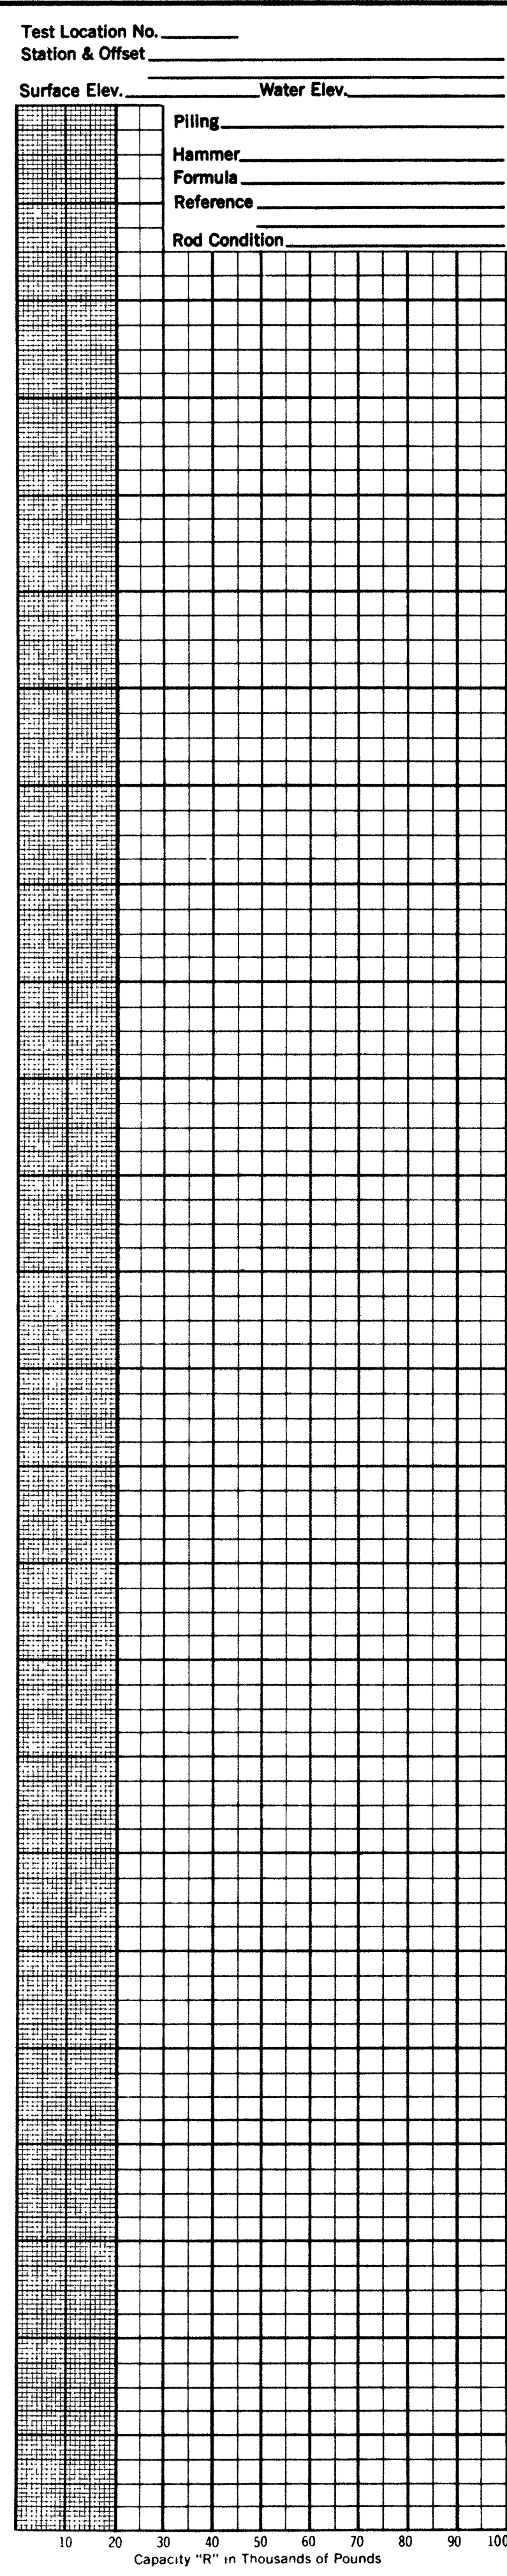 Test Location No.
Station & Offset
Surface Elev. Water Elev.
Piling
Hammer
Formula
Reference
Rod Condition
10 20 30 40 50 60 70 80 90 100
Capacity "R" in Thousands of Pounds